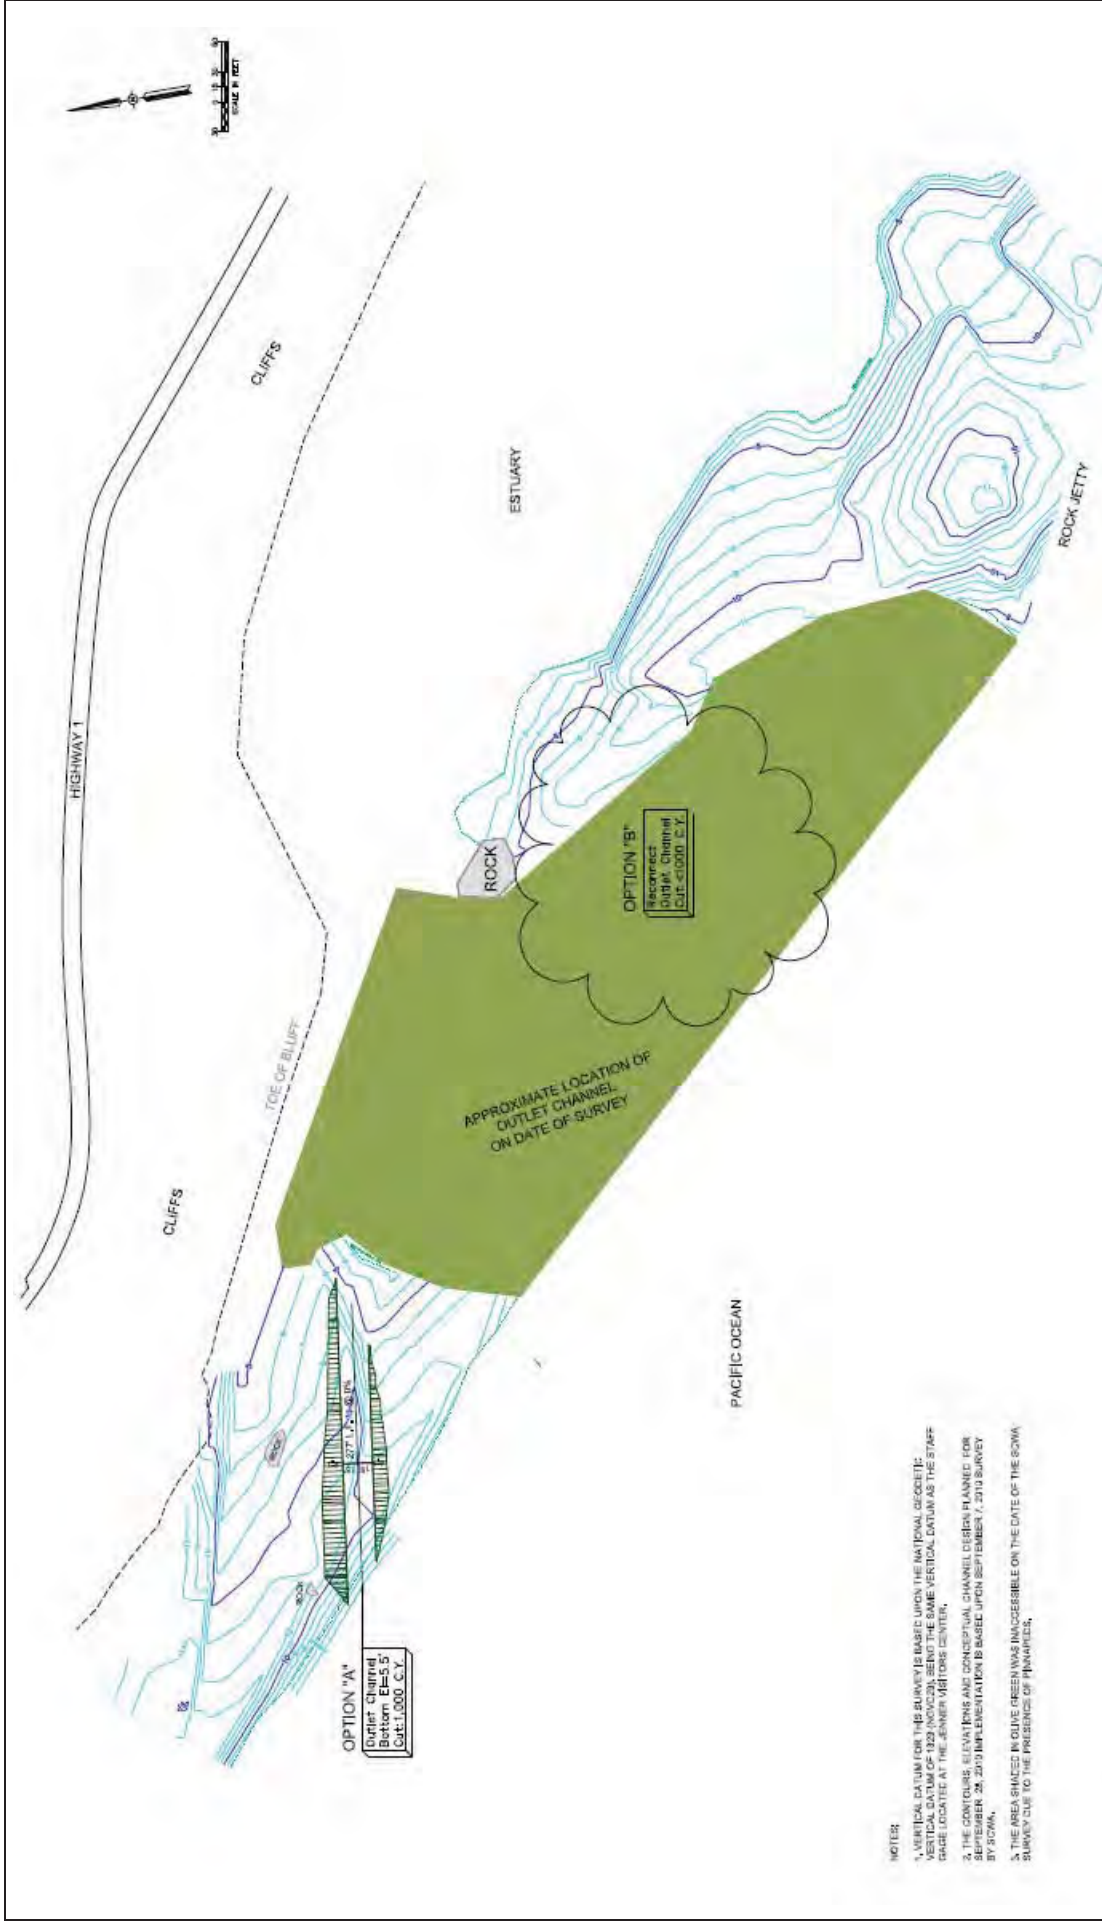 SCALE IN FEET
HIGHWAY 1
CLIFFS
ESTUARY
CLIFFS
TOE OF BLUFF
ROCK
ROCK JETTY
OPTION "B"
Reconnect
Outlet Channel
Cut: <1000 C.Y.
APPROXIMATE LOCATION OF
OUTLET CHANNEL
ON DATE OF SURVEY
ROCK
ROCK
OPTION "A"
Outlet Channel
Bottom El=5.5'
Cut: 1,000 C.Y.
PACIFIC OCEAN
NOTES:
1. VERTICAL DATUM FOR THIS SURVEY IS BASED UPON THE NATIONAL GEODETIC
VERTICAL DATUM OF 1929 (NGVD29), BEING THE SAME VERTICAL DATUM AS THE STAFF
GAGE LOCATED AT THE JENNER VISITORS CENTER.
2. THE CONTOURS, ELEVATIONS AND CONCEPTUAL CHANNEL DESIGN PLANNED FOR
SEPTEMBER 28, 2010 IMPLEMENTATION IS BASED UPON SEPTEMBER 7, 2010 SURVEY
BY SCWA.
3. THE AREA SHADED IN OLIVE GREEN WAS INACCESSIBLE ON THE DATE OF THE SCWA
SURVEY DUE TO THE PRESENCE OF PINNAPEDS.